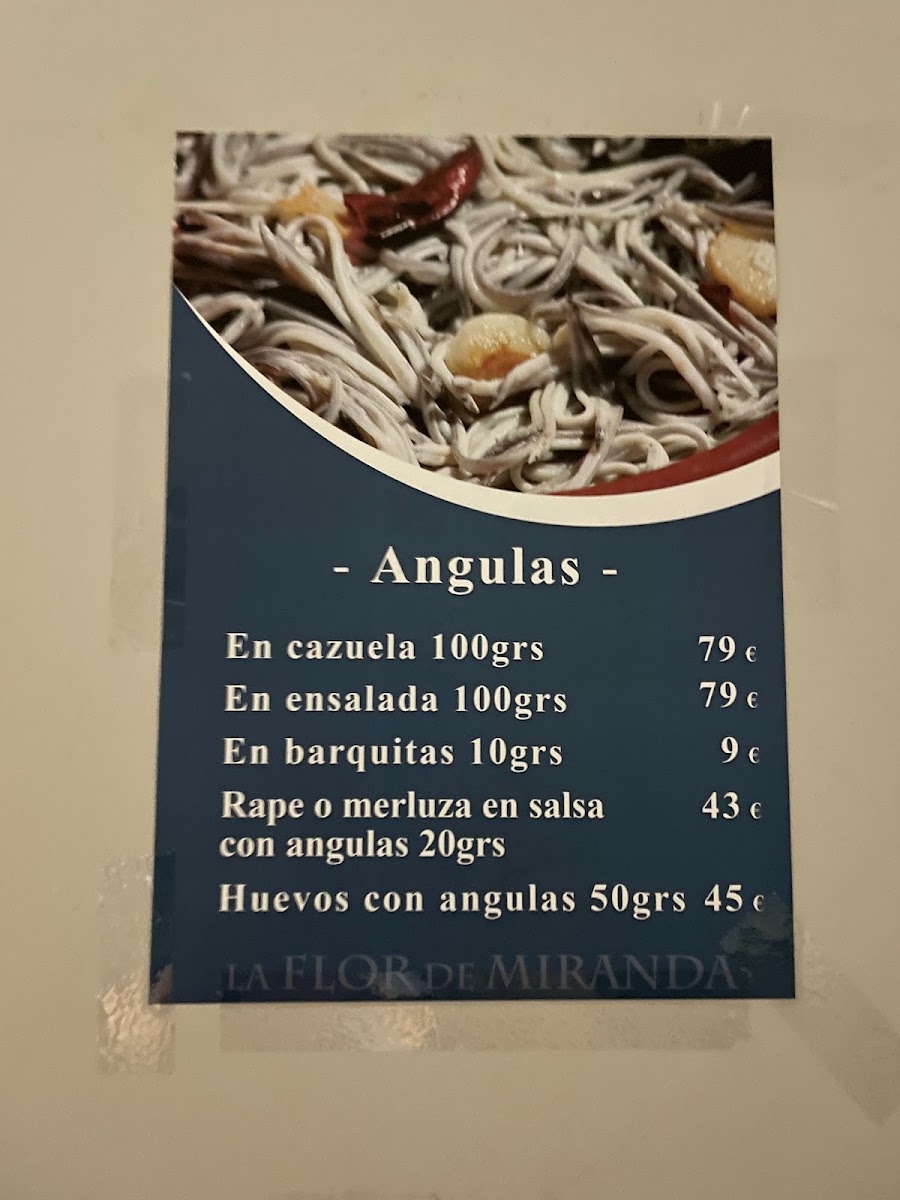 - Angulas -
En cazuela 100grs 79 €
En ensalada 100grs 79 €
En barquitas 10grs 9 €
Rape o merluza en salsa 43 €
con angulas 20grs
Huevos con angulas 50grs 45 €
LA FLOR DE MIRANDA